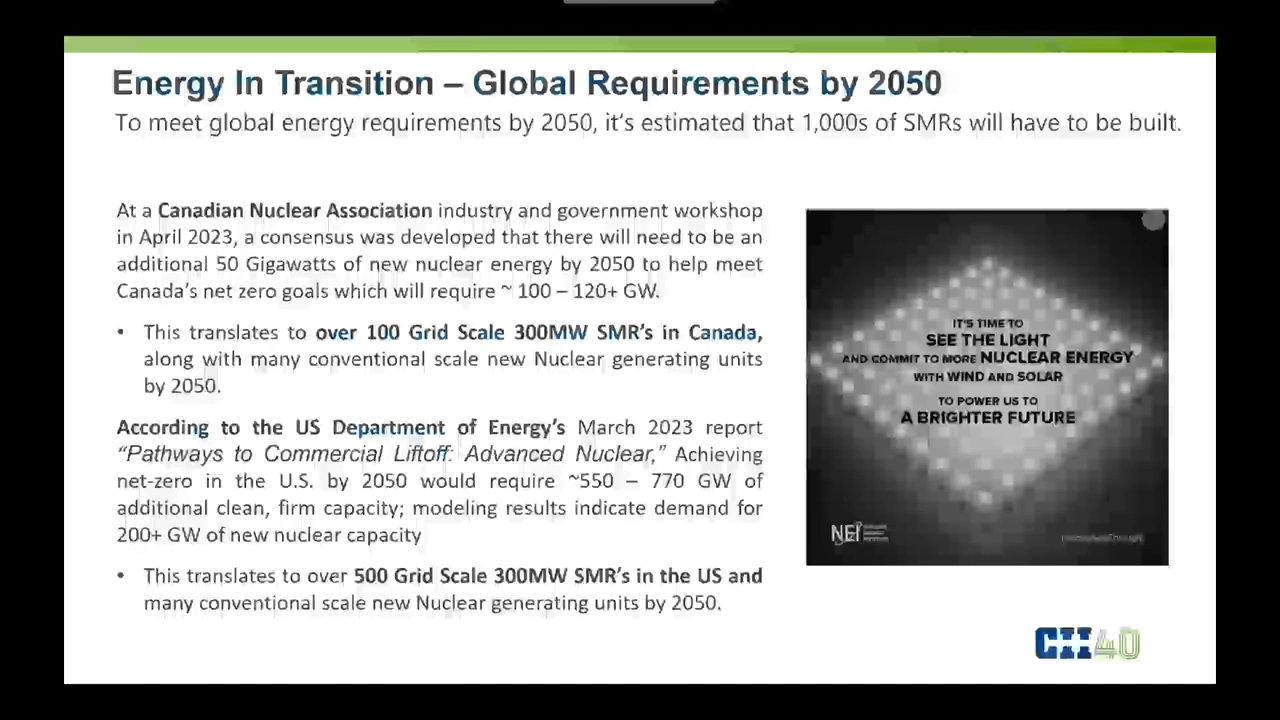 Energy In Transition – Global Requirements by 2050
To meet global energy requirements by 2050, it's estimated that 1,000s of SMRs will have to be built.
At a Canadian Nuclear Association industry and government workshop
in April 2023, a consensus was developed that there will need to be an
additional 50 Gigawatts of new nuclear energy by 2050 to help meet
Canada's net zero goals which will require ~ 100 – 120+ GW.
• This translates to over 100 Grid Scale 300MW SMR's in Canada,
along with many conventional scale new Nuclear generating units
by 2050.
According to the US Department of Energy's March 2023 report
"Pathways to Commercial Liftoff: Advanced Nuclear," Achieving
net-zero in the U.S. by 2050 would require ~550 – 770 GW of
additional clean, firm capacity; modeling results indicate demand for
200+ GW of new nuclear capacity
• This translates to over 500 Grid Scale 300MW SMR's in the US and
many conventional scale new Nuclear generating units by 2050.
IT'S TIME TO
SEE THE LIGHT
AND COMMIT TO MORE NUCLEAR ENERGY
WITH WIND AND SOLAR
TO POWER US TO
A BRIGHTER FUTURE
NEI
CH40